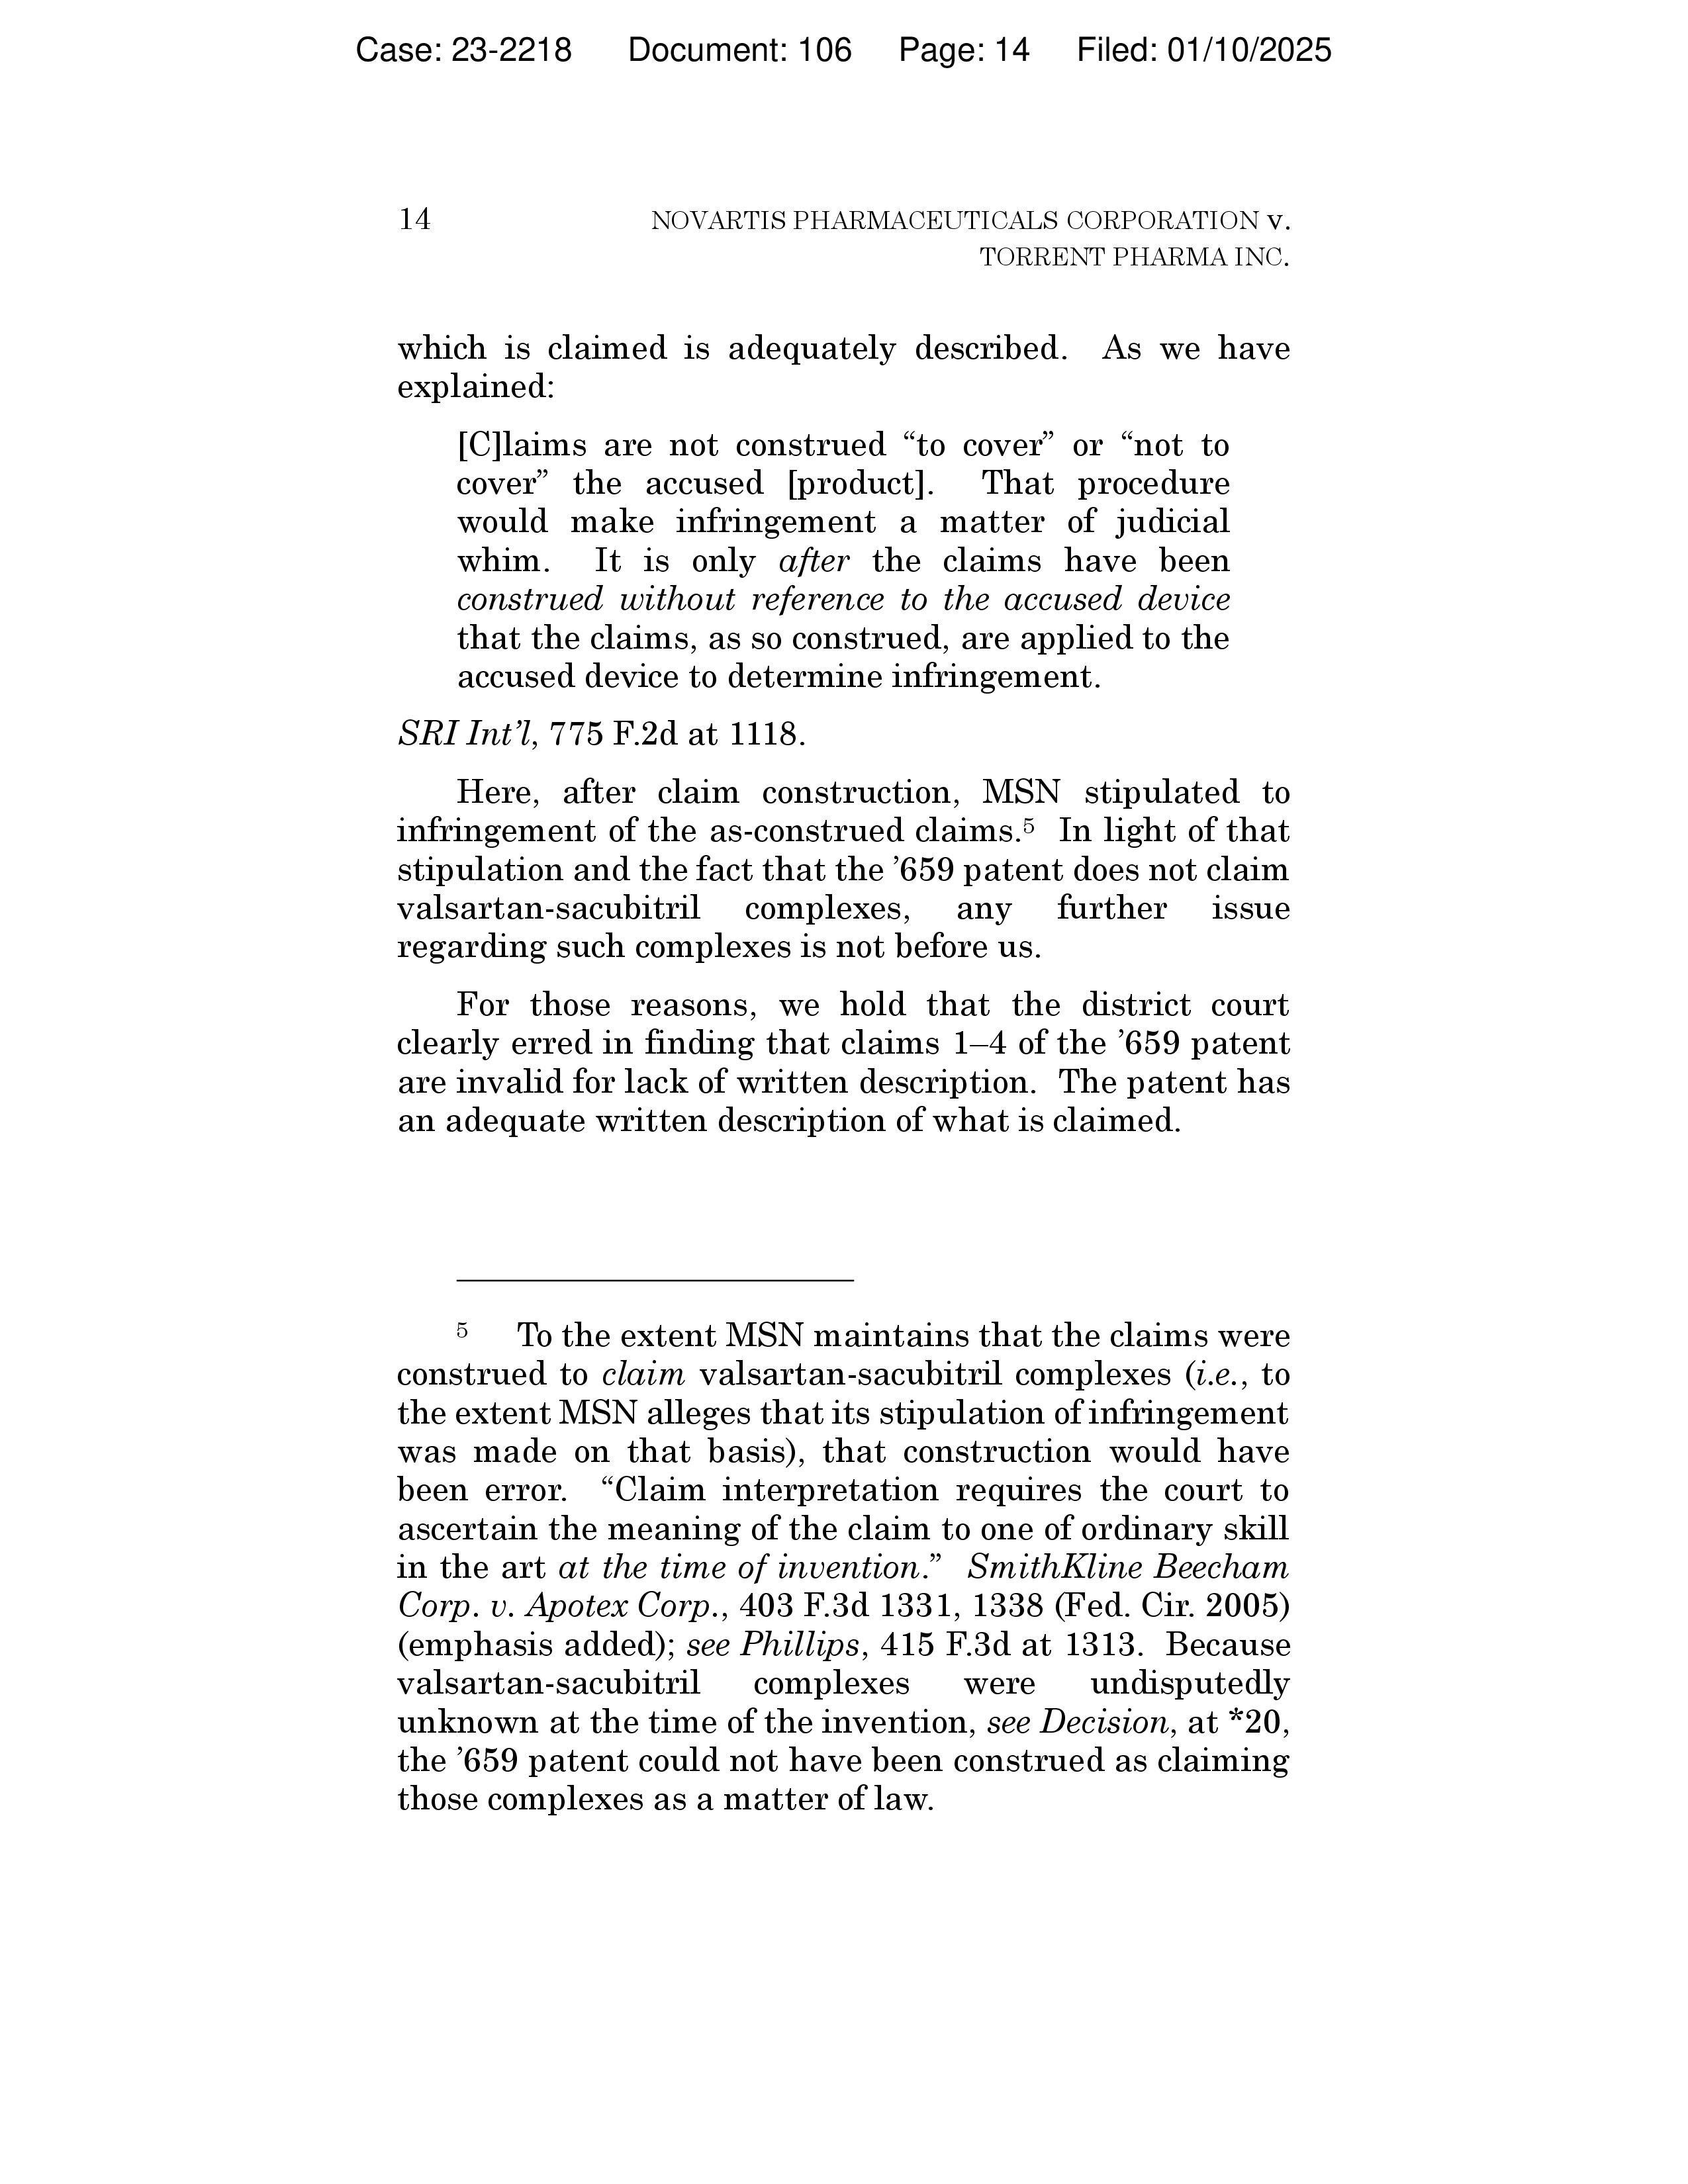 Case: 23-2218 Document: 106 Page: 14 Filed: 01/10/2025
14 NOVARTIS PHARMACEUTICALS CORPORATION v.
TORRENT PHARMA INC.
which is claimed is adequately described. As we have
explained:
[C]laims are not construed “to cover” or “not to
cover” the accused [product]. That procedure
would make infringement a matter of judicial
whim. It is only after the claims have been
construed without reference to the accused device
that the claims, as so construed, are applied to the
accused device to determine infringement.
SRI Int’l, 775 F.2d at 1118.
Here, after claim construction, MSN stipulated to
infringement of the as-construed claims.5 In light of that
stipulation and the fact that the ’659 patent does not claim
valsartan-sacubitril complexes, any further issue
regarding such complexes is not before us.
For those reasons, we hold that the district court
clearly erred in finding that claims 1–4 of the ’659 patent
are invalid for lack of written description. The patent has
an adequate written description of what is claimed.
5 To the extent MSN maintains that the claims were
construed to claim valsartan-sacubitril complexes (i.e., to
the extent MSN alleges that its stipulation of infringement
was made on that basis), that construction would have
been error. “Claim interpretation requires the court to
ascertain the meaning of the claim to one of ordinary skill
in the art at the time of invention.” SmithKline Beecham
Corp. v. Apotex Corp., 403 F.3d 1331, 1338 (Fed. Cir. 2005)
(emphasis added); see Phillips, 415 F.3d at 1313. Because
valsartan-sacubitril complexes were undisputedly
unknown at the time of the invention, see Decision, at *20,
the ’659 patent could not have been construed as claiming
those complexes as a matter of law.